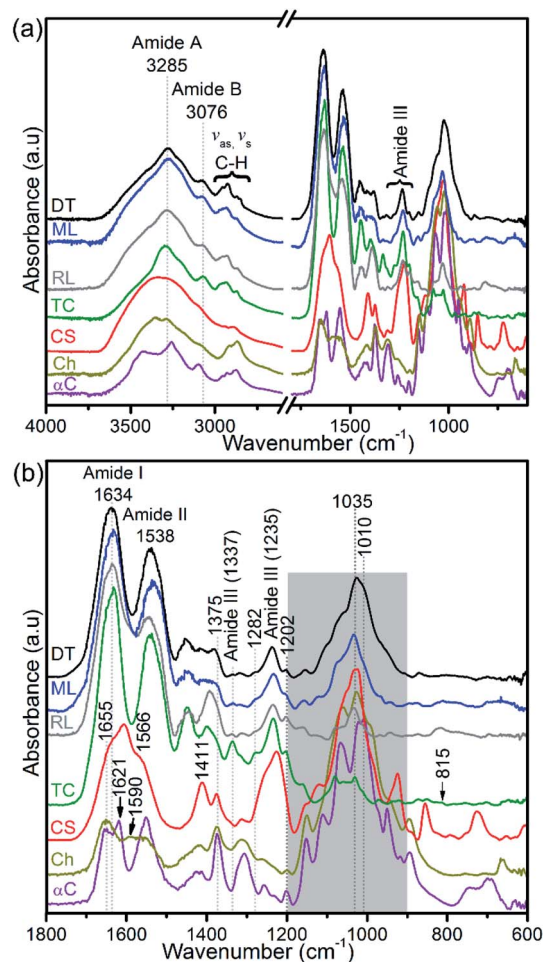 (a)
Amide A
3285
Amide B
3076
νas, νs
C-H
Amide III
Absorbance (a.u)
DT
ML
RL
TC
CS
Ch
αC
4000 3500 3000 1500 1000
Wavenumber (cm-1)
(b)
Amide I
1634
Amide II
1538
1375
Amide III (1337)
1282
Amide III (1235)
1202
1035
1010
Absorbance (a.u)
DT
ML
RL
TC
CS
Ch
αC
1655
1621
1590
1566
1411
815
1800 1600 1400 1200 1000 800 600
Wavenumber (cm-1)